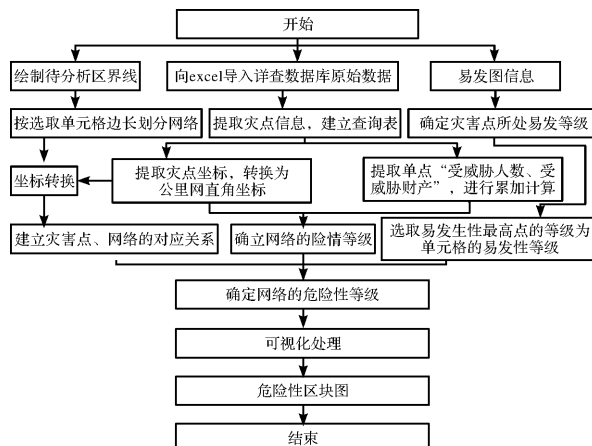 开始
绘制待分析区界线
向excel导入详查数据库原始数据
易发图信息
按选取单元格边长划分网络
提取灾点信息，建立查询表
确定灾害点所处易发等级
坐标转换
提取灾点坐标，转换为
公里网直角坐标
提取单点“受威胁人数、受
威胁财产”，进行累加计算
建立灾害点、网络的对应关系
确立网络的险情等级
选取易发生性最高点的等级为
单元格的易发性等级
确定网络的危险性等级
可视化处理
危险性区块图
结束